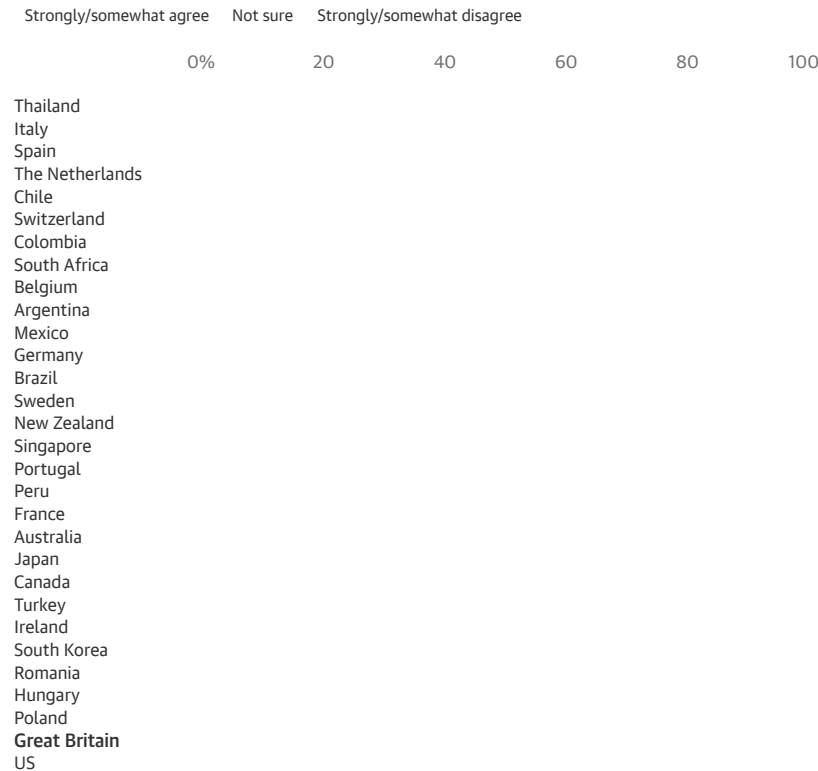 Strongly/somewhat agree Not sure Strongly/somewhat disagree
0% 20 40 60 80 100
Thailand
Italy
Spain
The Netherlands
Chile
Switzerland
Colombia
South Africa
Belgium
Argentina
Mexico
Germany
Brazil
Sweden
New Zealand
Singapore
Portugal
Peru
France
Australia
Japan
Canada
Turkey
Ireland
South Korea
Romania
Hungary
Poland
Great Britain
US